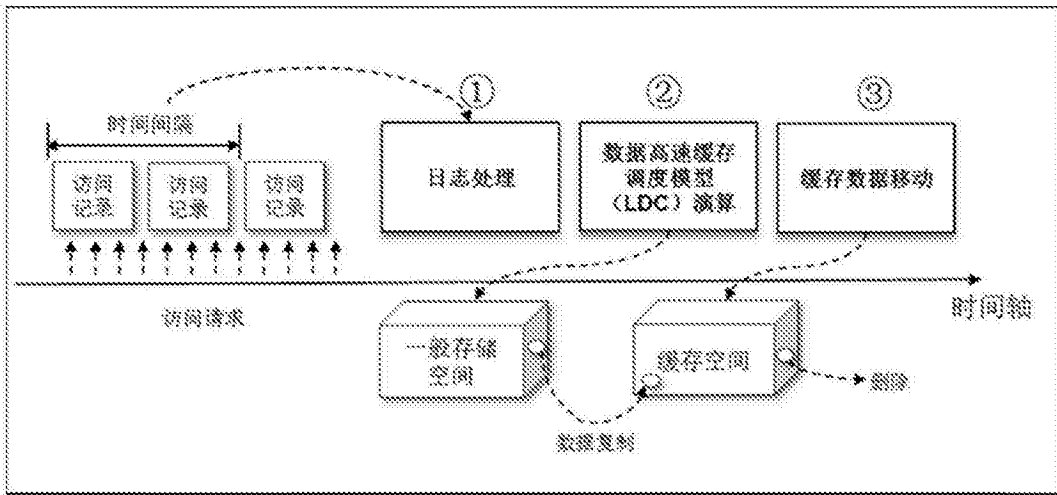 ① ② ③
时间间隔
访问
记录
访问
记录
访问
记录
日志处理
数据高速缓存
调度模型
（LDC）演算
缓存数据移动
访问请求
时间轴
一般存储
空间
缓存空间
删除
数据复制